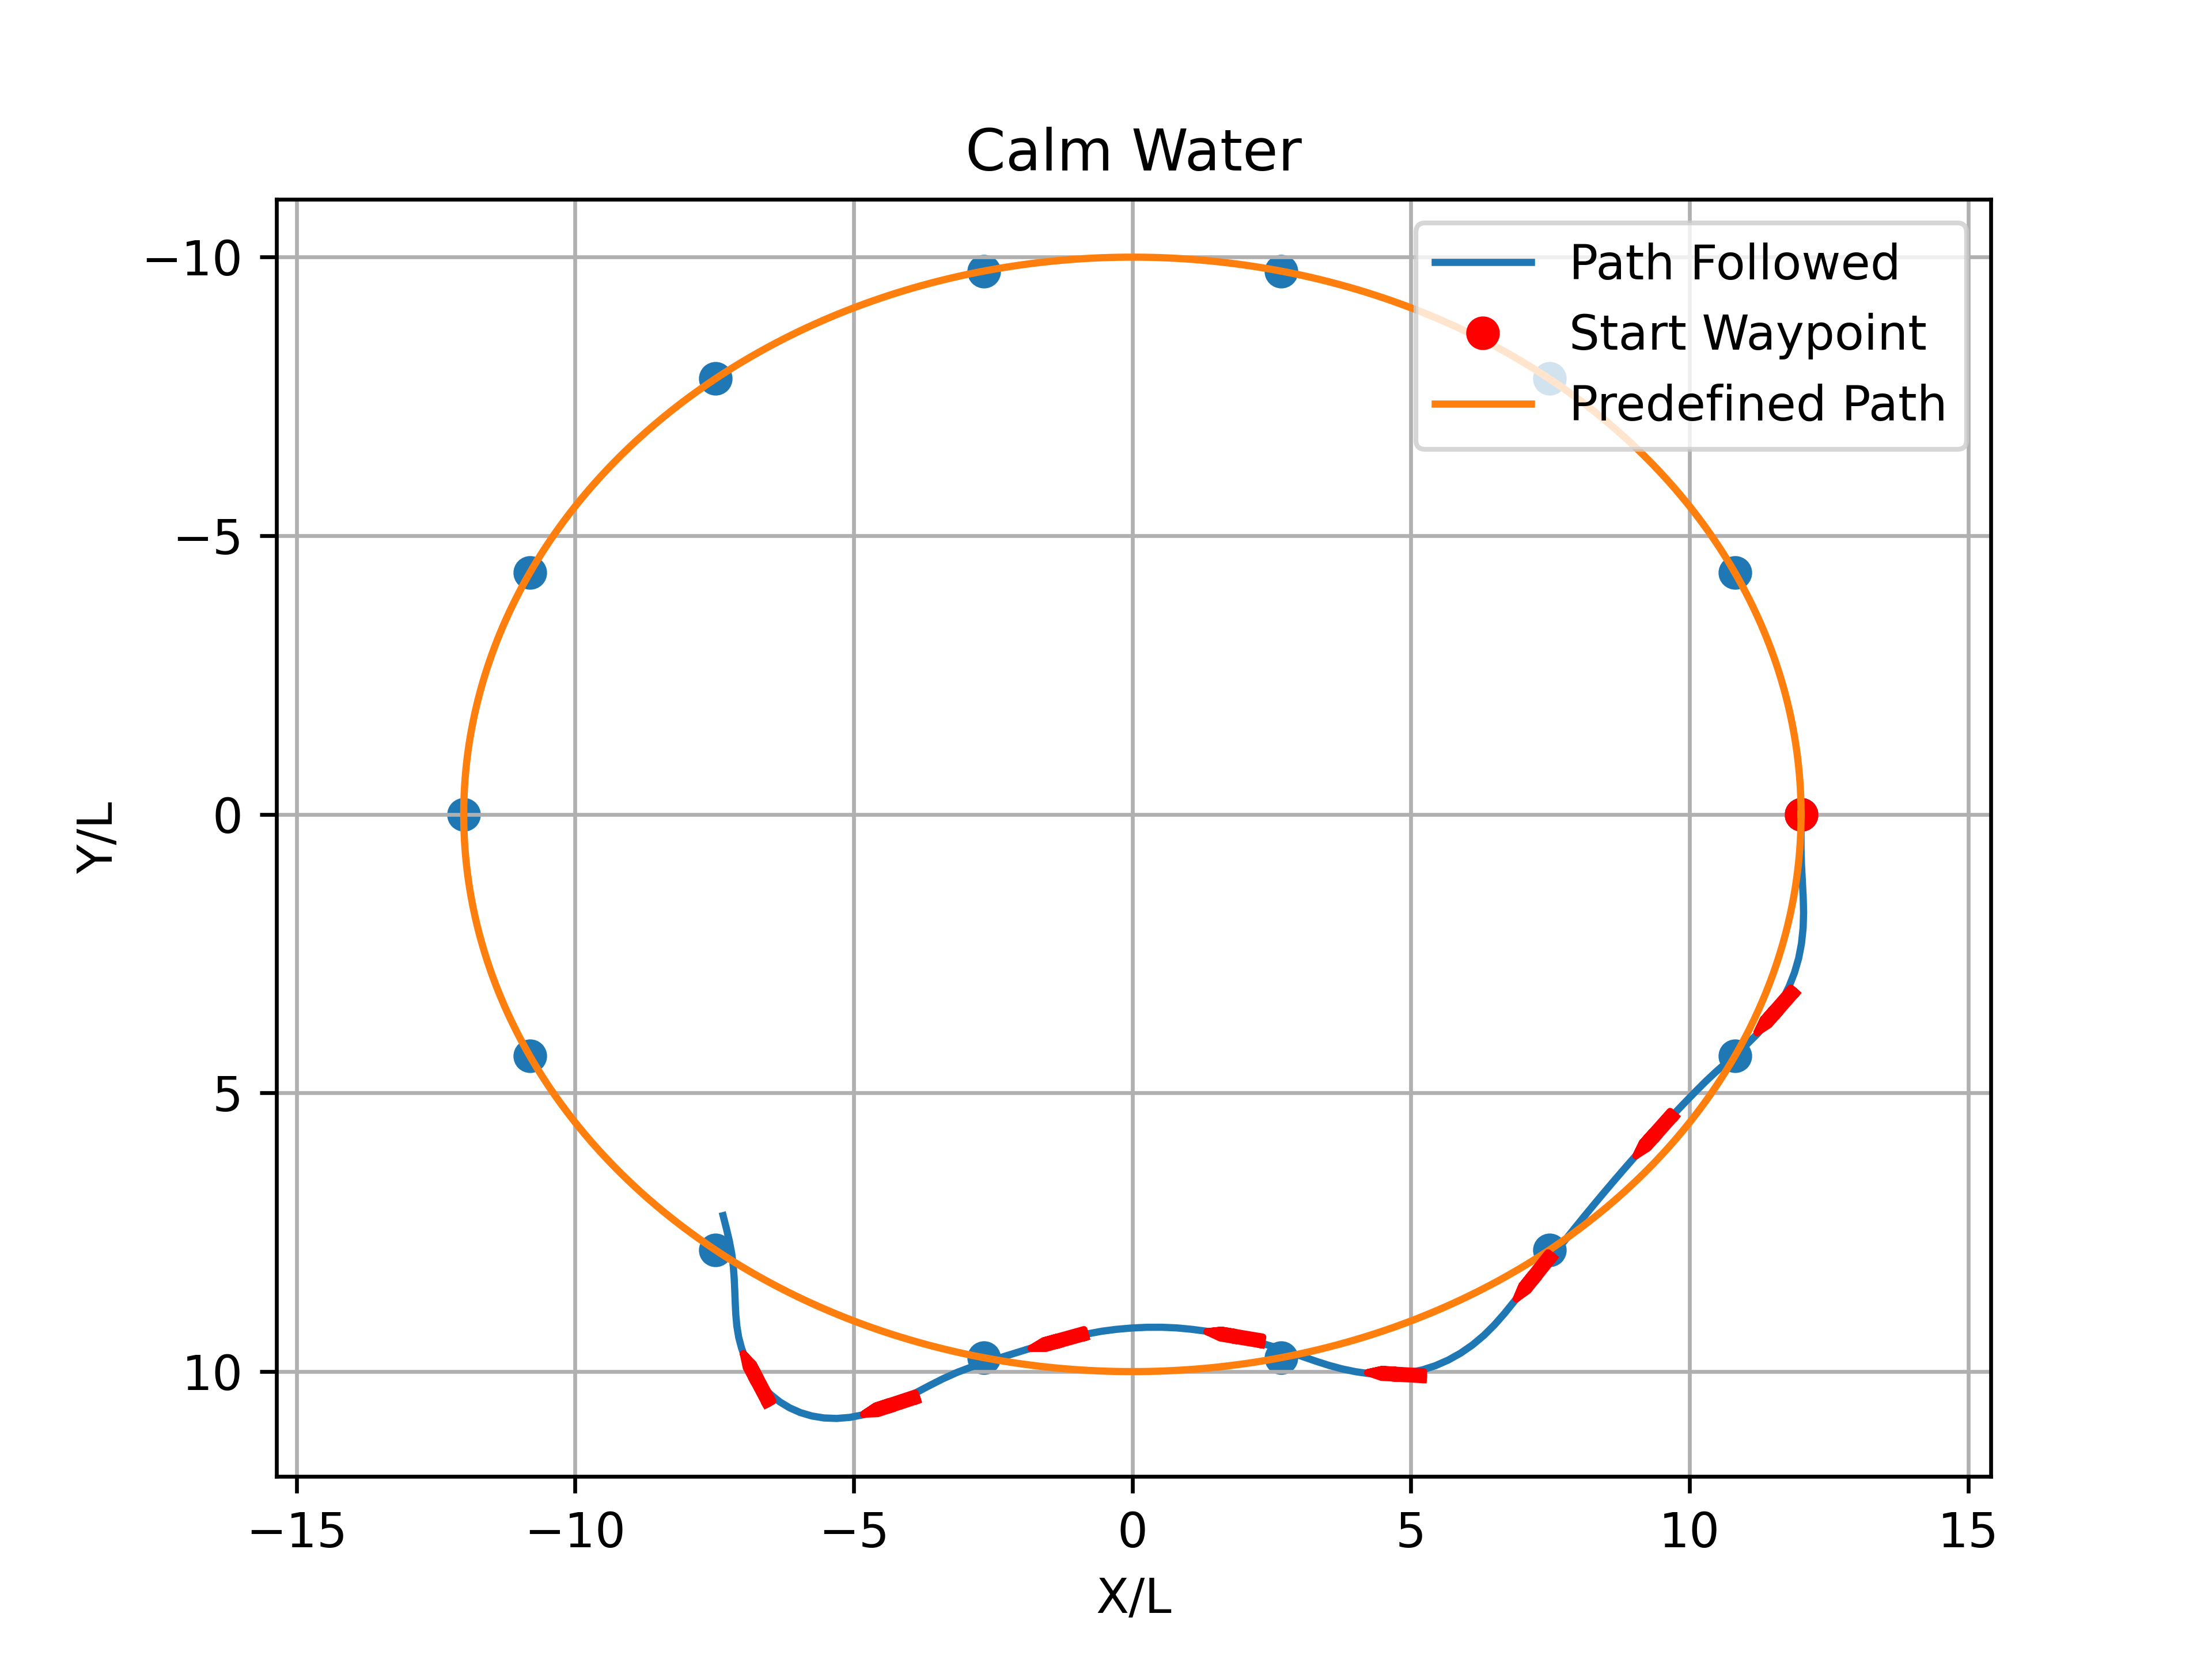 Calm Water
Path Followed
Start Waypoint
Predefined Path
−10
−5
0
5
10
Y/L
−15 −10 −5 0 5 10 15
X/L